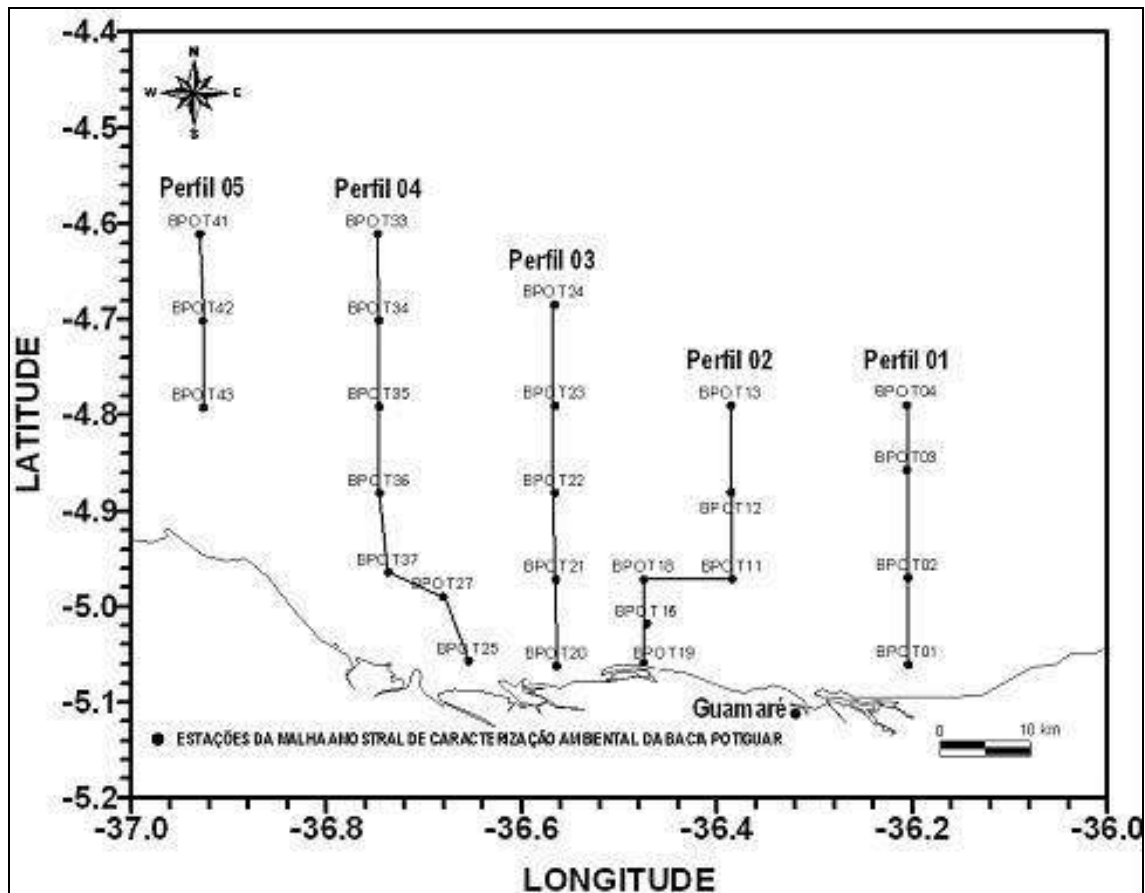 -4.4
N
W E
S
-4.5
Perfil 05 Perfil 04
-4.6
BPOT41 BPOT33
Perfil 03
BPOT24
-4.7
BPOT42 BPOT34
Perfil 02 Perfil 01
-4.8
BPOT43 BPOT35 BPOT23 BPOT13 BPOT04
BPOT03
-4.9
BPOT36 BPOT22 BPOT12
BPOT37 BPOT21 BPOT18 BPOT11 BPOT02
BPOT27
-5.0
BPOT16
BPOT25 BPOT20 BPOT19 BPOT01
-5.1
Guamaré
ESTAÇÕES DA MALHA AMOSTRAL DE CARACTERIZAÇÃO AMBIENTAL DA BACIA POTIGUAR
0 10 km
-5.2
-37.0 -36.8 -36.6 -36.4 -36.2 -36.0
LATITUDE
LONGITUDE